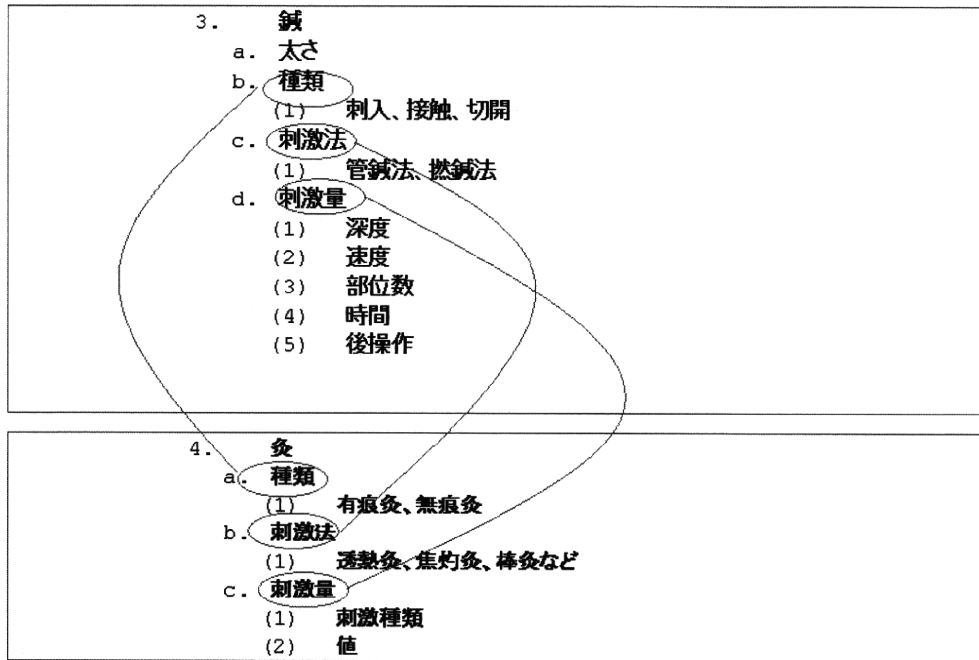 3. 鍼
a. 太さ
b. 種類
(1) 刺入、接触、切開
c. 刺激法
(1) 管鍼法、撚鍼法
d. 刺激量
(1) 深度
(2) 速度
(3) 部位数
(4) 時間
(5) 後操作
4. 灸
a. 種類
(1) 有痕灸、無痕灸
b. 刺激法
(1) 透熱灸、焦灼灸、棒灸など
c. 刺激量
(1) 刺激種類
(2) 値